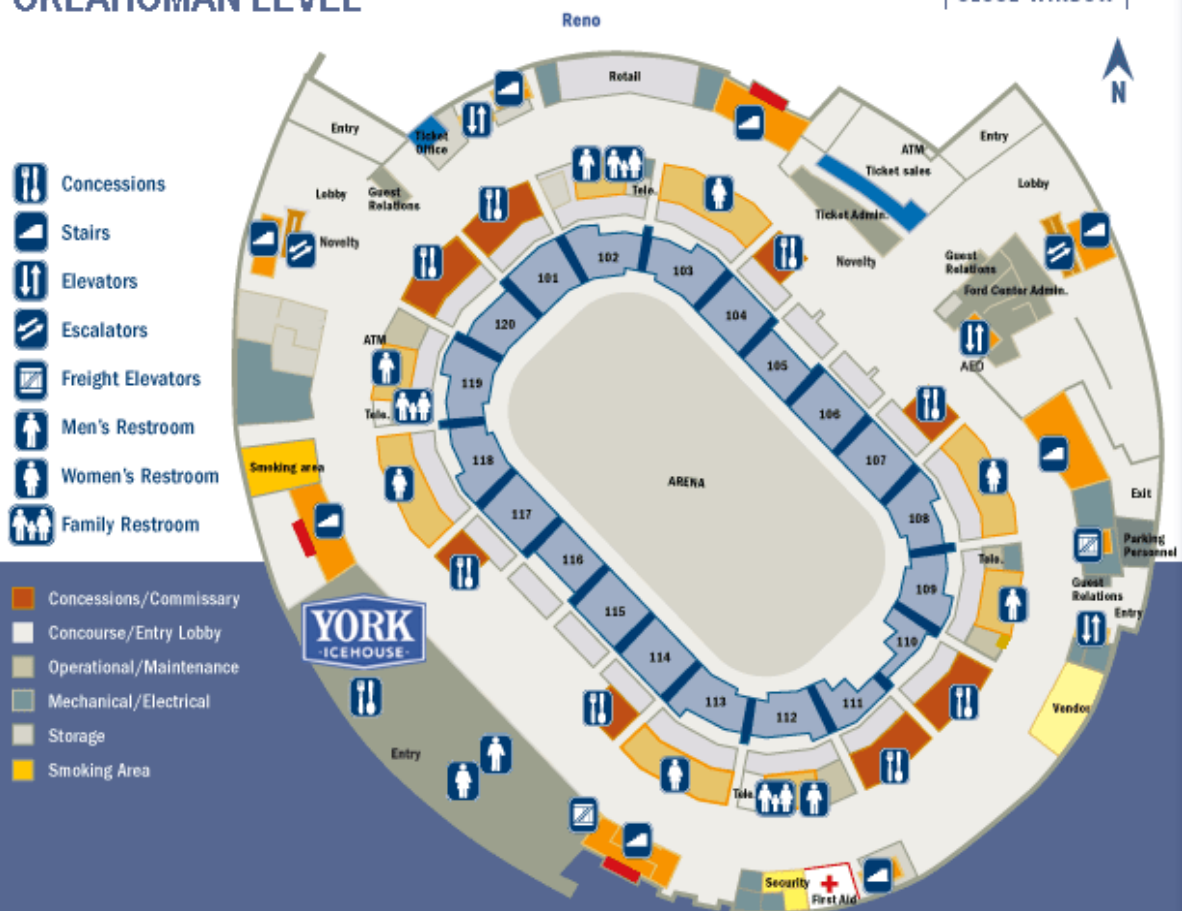 OKLAHOMAN LEVEL
CLOSE WINDOW
Reno
N
Concessions
Stairs
Elevators
Escalators
Freight Elevators
Men's Restroom
Women's Restroom
Family Restroom
Concessions/Commissary
Concourse/Entry Lobby
Operational/Maintenance
Mechanical/Electrical
Storage
Smoking Area
Retail
Entry
Ticket
Office
Lobby
Guest
Relations
Novelty
Tele.
ATM
Ticket sales
Entry
Lobby
Ticket Admin.
Novelty
Guest
Relations
Ford Center Admin.
AED
ATM
Tele.
Smoking area
101
102
103
104
105
106
107
108
109
110
111
112
113
114
115
116
117
118
119
120
ARENA
Exit
Parking
Personnel
Tele.
Guest
Relations
Entry
Vendor
YORK
·ICEHOUSE·
Entry
Tele.
Security
First Aid